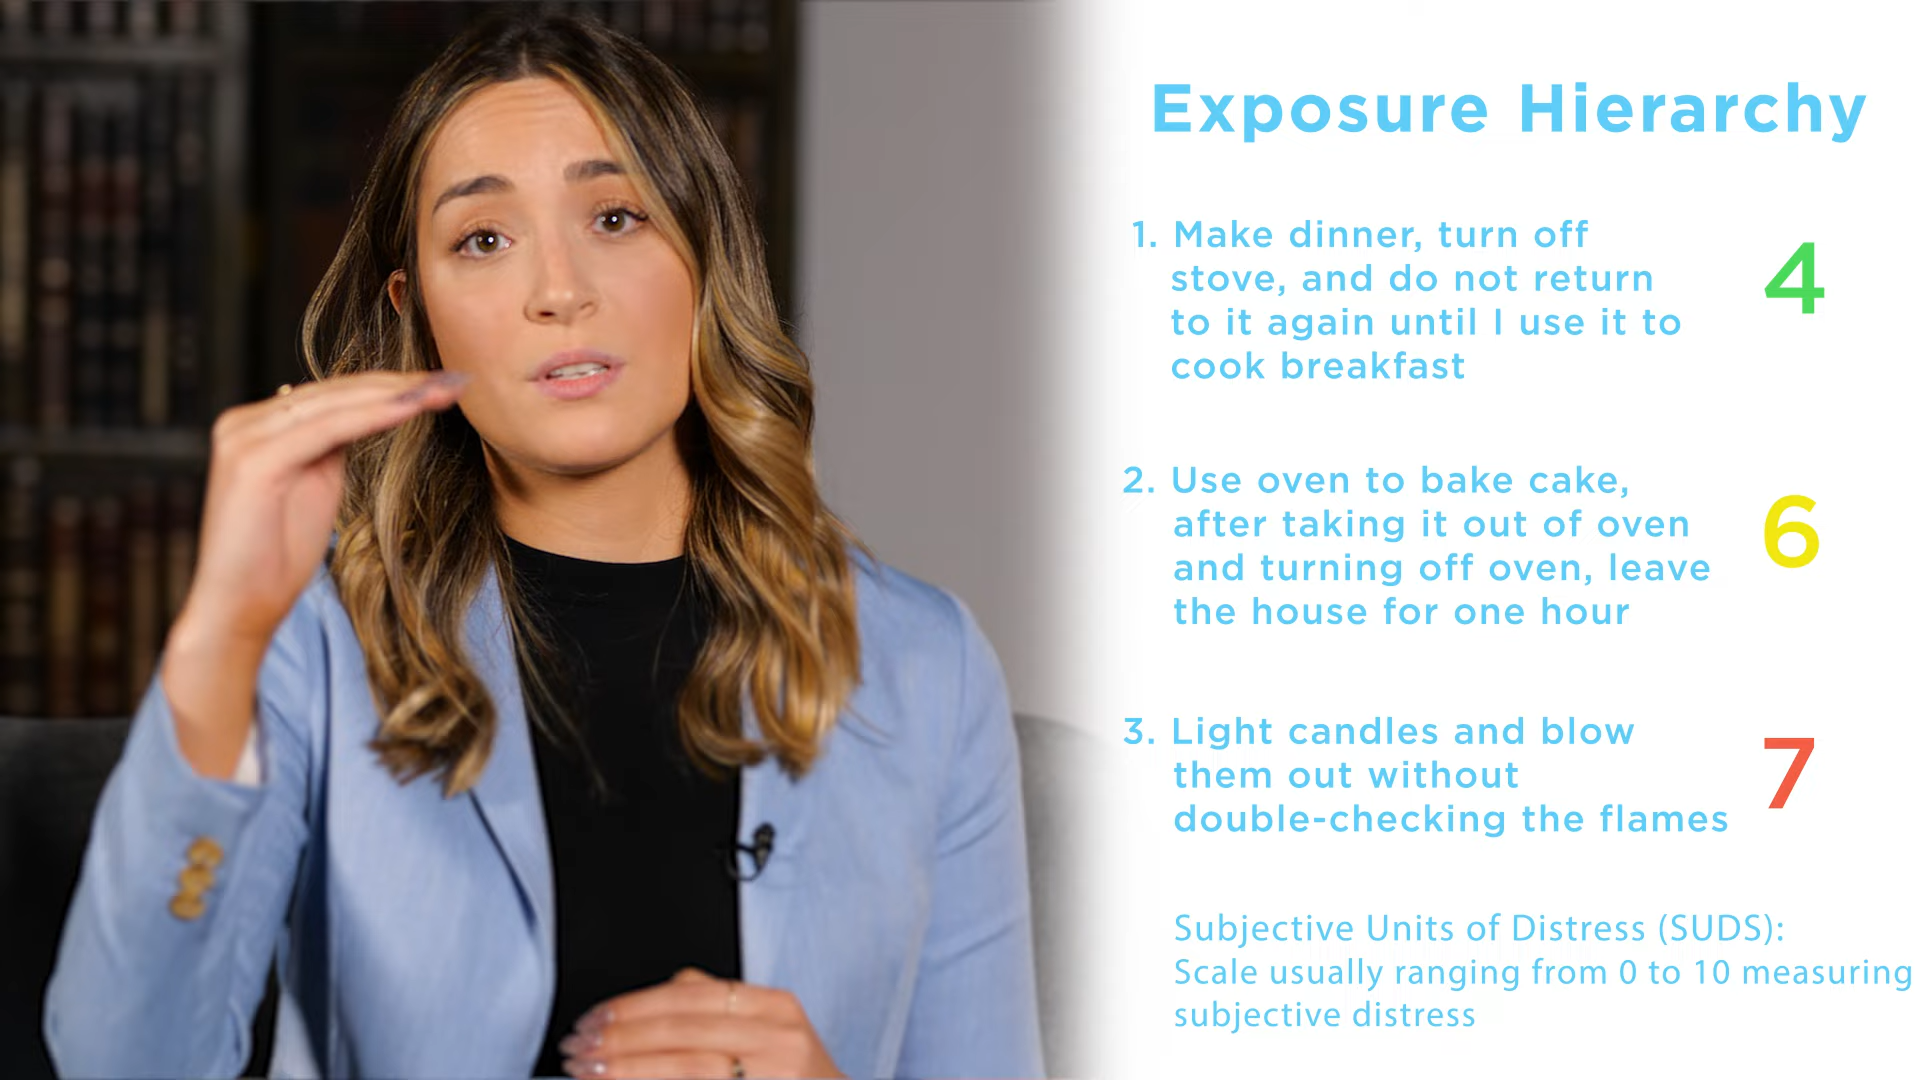 Exposure Hierarchy
1. Make dinner, turn off
stove, and do not return
to it again until I use it to
cook breakfast
4
2. Use oven to bake cake,
after taking it out of oven
and turning off oven, leave
the house for one hour
6
3. Light candles and blow
them out without
double-checking the flames
7
Subjective Units of Distress (SUDS):
Scale usually ranging from 0 to 10 measuring
subjective distress